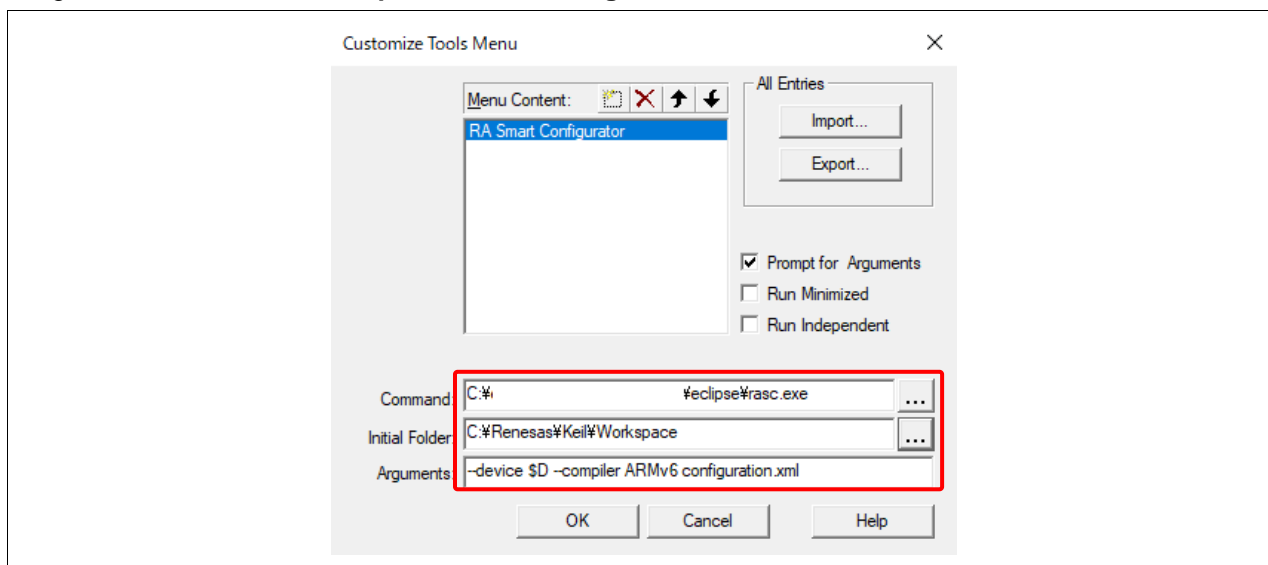 Customize Tools Menu
Menu Content:
All Entries
RA Smart Configurator
Import...
Export...
Prompt for Arguments
Run Minimized
Run Independent
Command:
C:¥ ¥eclipse¥rasc.exe
...
Initial Folder:
C:¥Renesas¥Keil¥Workspace
...
Arguments:
--device $D --compiler ARMv6 configuration.xml
OK
Cancel
Help